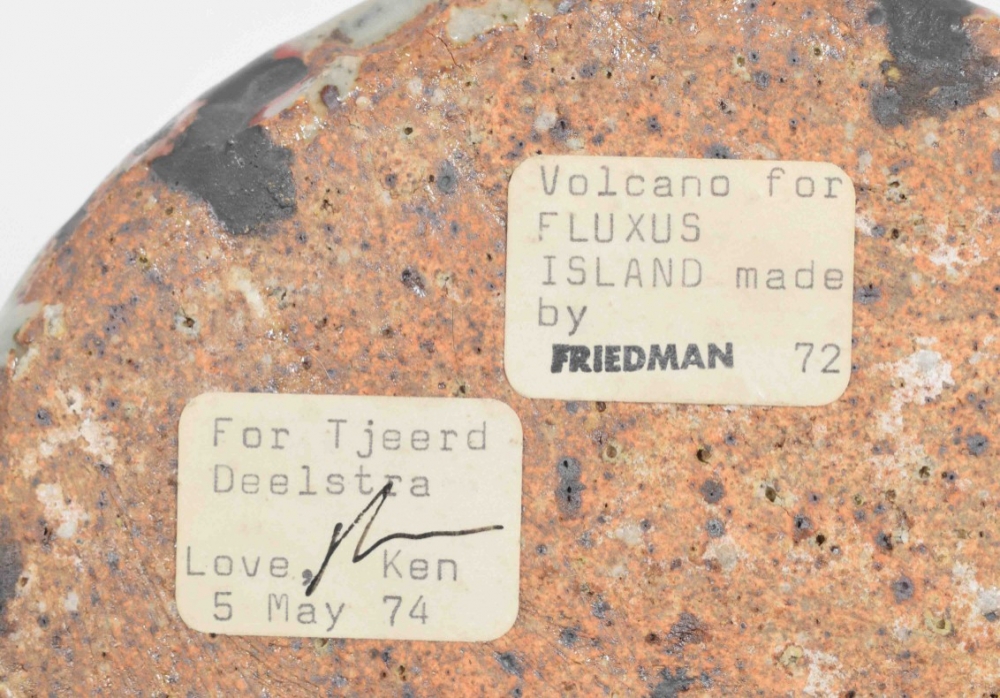 Volcano for
FLUXUS
ISLAND made
by
FRIEDMAN 72
For Tjeerd
Deelstra
Love, Ken
5 May 74